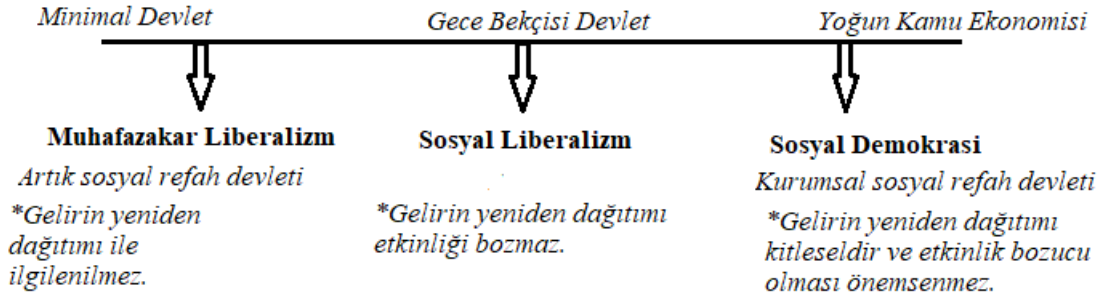 Minimal Devlet
Gece Bekçisi Devlet
Yoğun Kamu Ekonomisi
Muhafazakar Liberalizm
Artık sosyal refah devleti
*Gelirin yeniden
dağıtımı ile
ilgilenilmez.
Sosyal Liberalizm
*Gelirin yeniden dağıtımı
etkinliği bozmaz.
Sosyal Demokrasi
Kurumsal sosyal refah devleti
*Gelirin yeniden dağıtımı
kitleseldir ve etkinlik bozucu
olması önemsenmez.